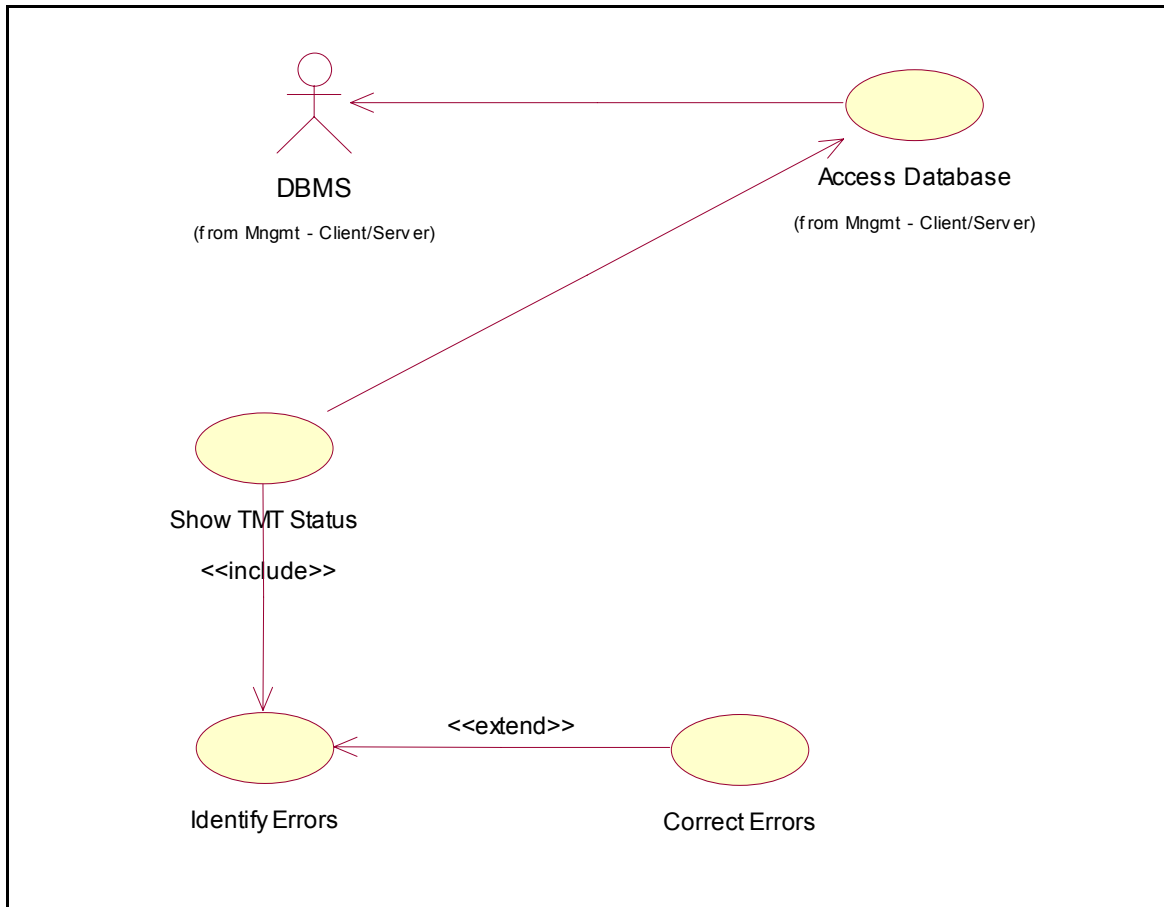 DBMS
(from Mngmt - Client/Server)
Access Database
(from Mngmt - Client/Server)
Show TMT Status
<<include>>
<<extend>>
Identify Errors
Correct Errors